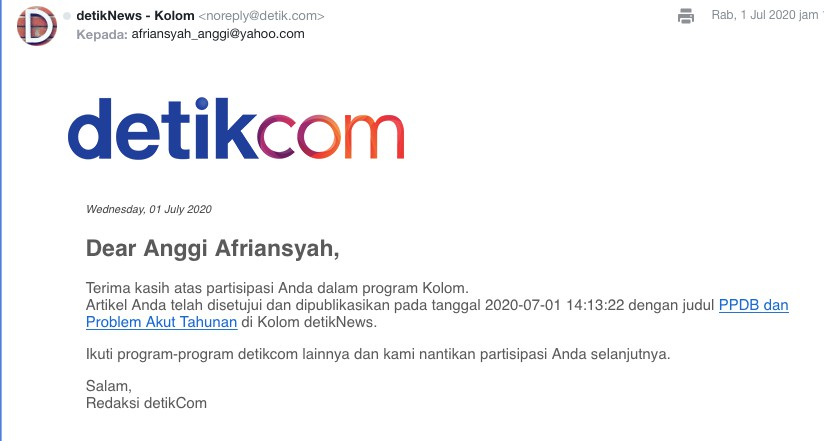 detikNews - Kolom <noreply@detik.com>
Rab, 1 Jul 2020 jam
Kepada: afriansyah_anggi@yahoo.com
detikcom
Wednesday, 01 July 2020
Dear Anggi Afriansyah,
Terima kasih atas partisipasi Anda dalam program Kolom.
Artikel Anda telah disetujui dan dipublikasikan pada tanggal 2020-07-01 14:13:22 dengan judul PPDB dan
Problem Akut Tahunan di Kolom detikNews.
Ikuti program-program detikcom lainnya dan kami nantikan partisipasi Anda selanjutnya.
Salam,
Redaksi detikCom